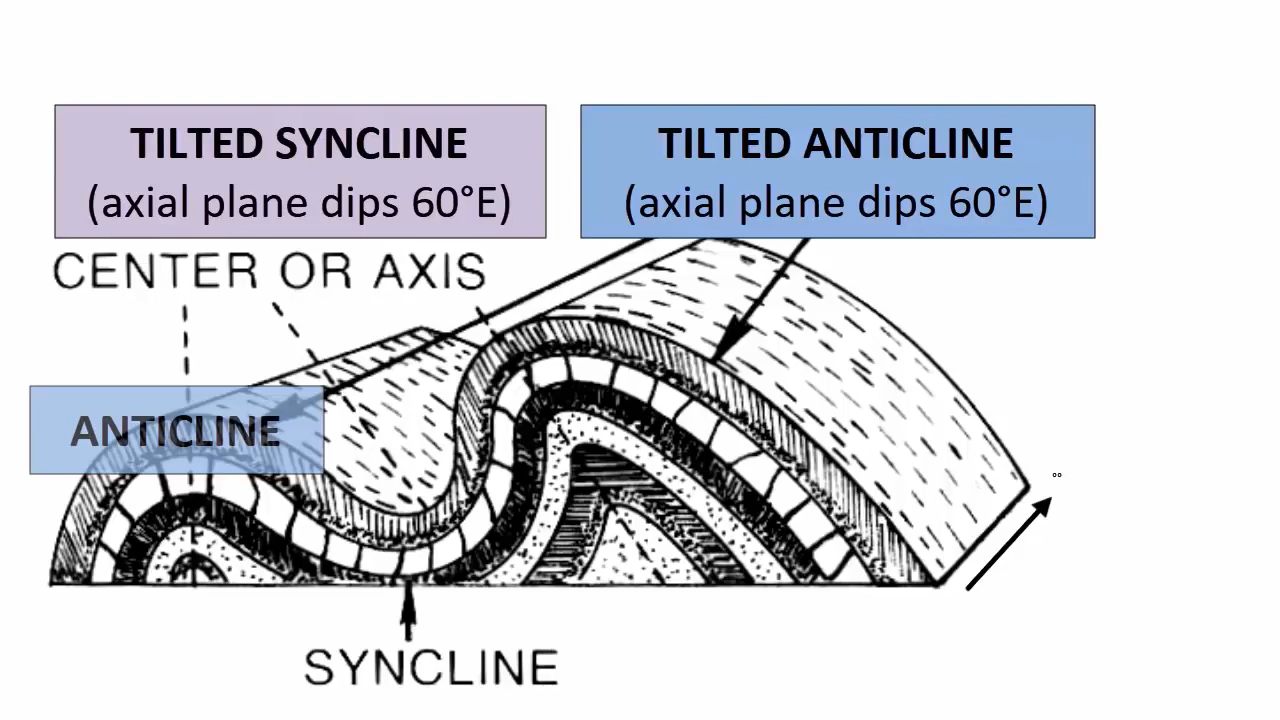 TILTED SYNCLINE
(axial plane dips 60°E)
TILTED ANTICLINE
(axial plane dips 60°E)
CENTER OR AXIS
ANTICLINE
°°
SYNCLINE